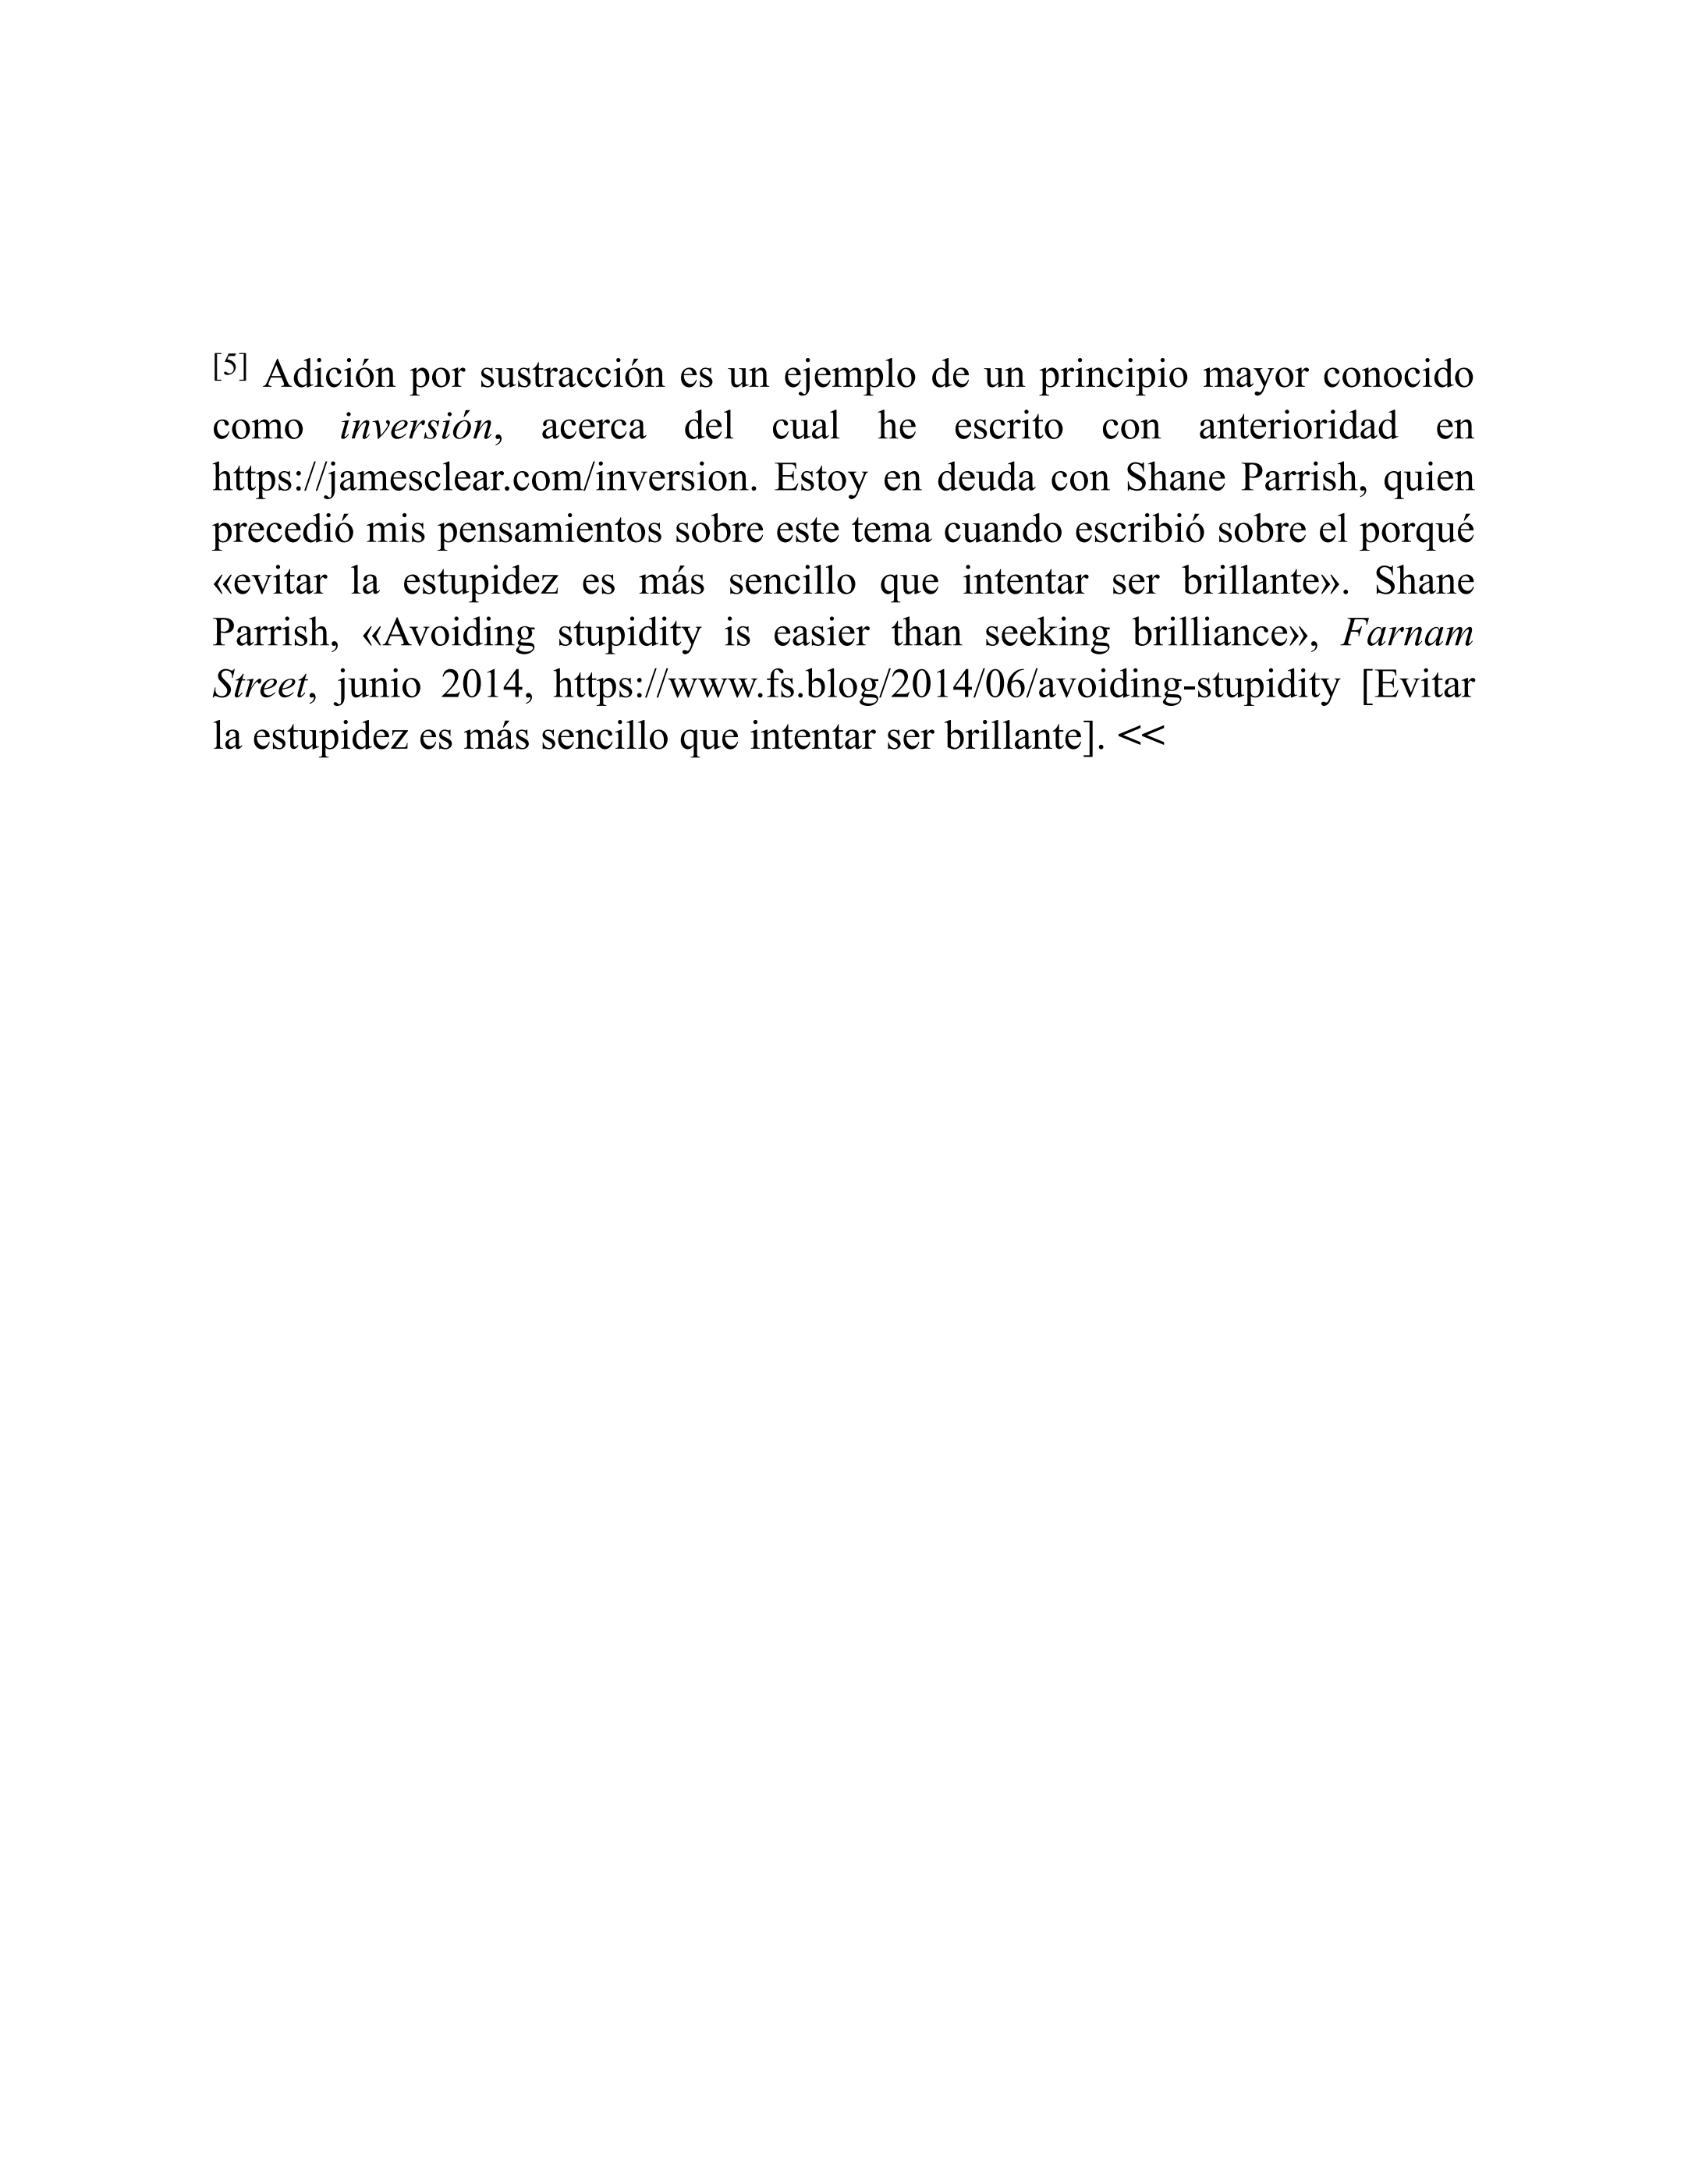 [5] Adición por sustracción es un ejemplo de un principio mayor conocido
como inversión, acerca del cual he escrito con anterioridad en
https://jamesclear.com/inversion. Estoy en deuda con Shane Parrish, quien
precedió mis pensamientos sobre este tema cuando escribió sobre el porqué
«evitar la estupidez es más sencillo que intentar ser brillante». Shane
Parrish, «Avoiding stupidity is easier than seeking brilliance», Farnam
Street, junio 2014, https://www.fs.blog/2014/06/avoiding-stupidity [Evitar
la estupidez es más sencillo que intentar ser brillante]. <<